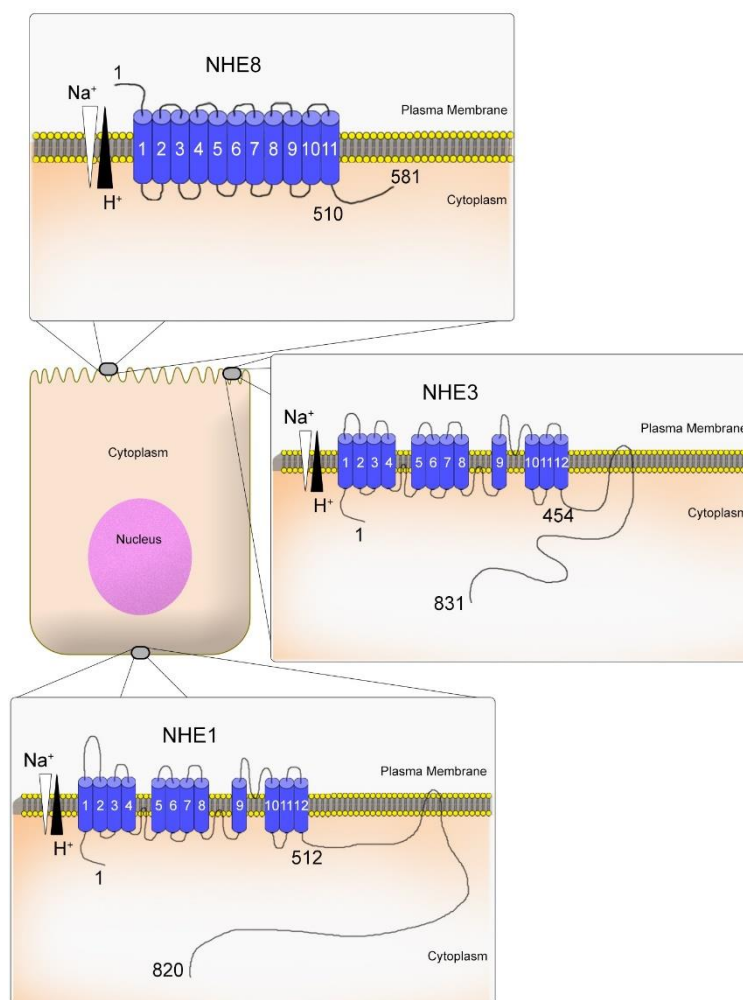 NHE8
1
Na+
H+
Plasma Membrane
1 2 3 4 5 6 7 8 9 10 11
581
510
Cytoplasm
Cytoplasm
Nucleus
NHE3
Na+
H+
Plasma Membrane
1 2 3 4 5 6 7 8 9 10 11 12
454
Cytoplasm
1
831
NHE1
Na+
H+
Plasma Membrane
1 2 3 4 5 6 7 8 9 10 11 12
512
1
820
Cytoplasm